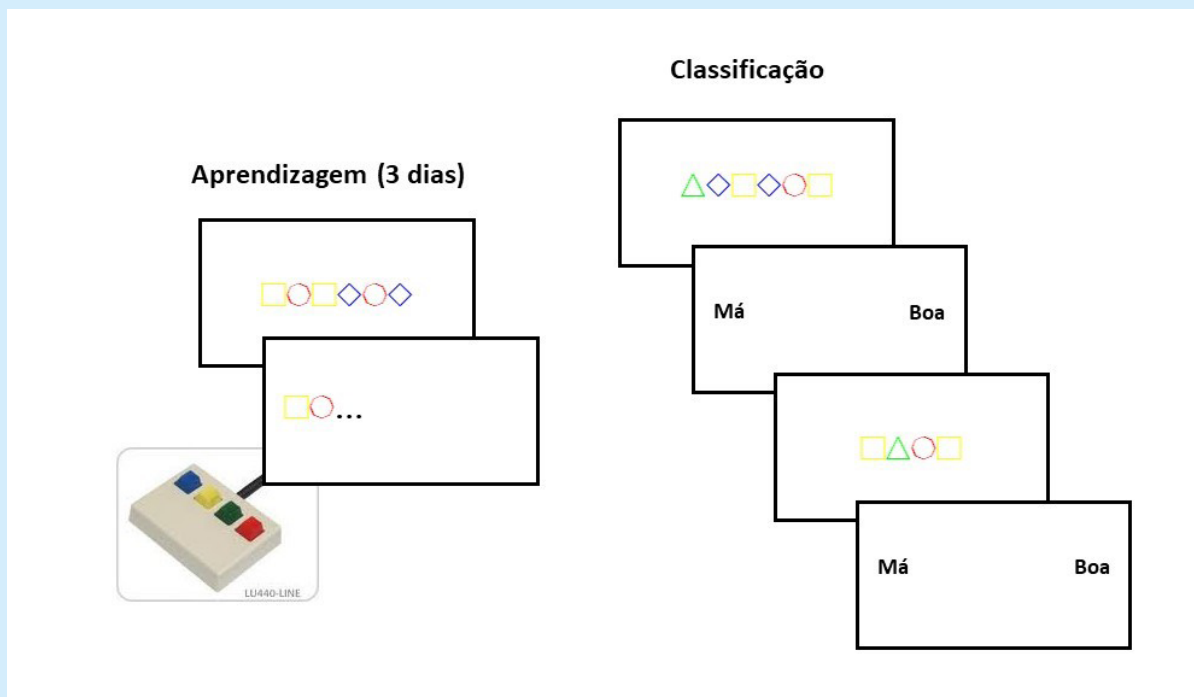 Classificação
Aprendizagem (3 dias)
Má Boa
...
LU440-LINE
Má Boa